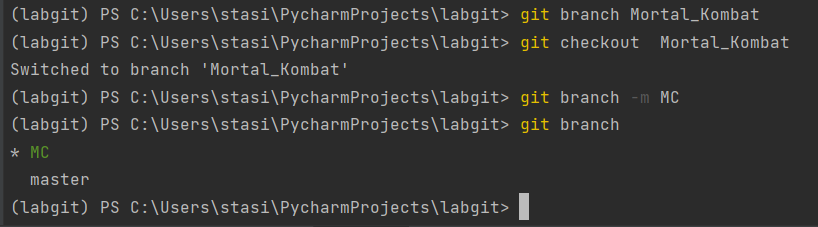 (labgit) PS C:\Users\stasi\PycharmProjects\labgit> git branch Mortal_Kombat
(labgit) PS C:\Users\stasi\PycharmProjects\labgit> git checkout  Mortal_Kombat
Switched to branch 'Mortal_Kombat'
(labgit) PS C:\Users\stasi\PycharmProjects\labgit> git branch -m MC
(labgit) PS C:\Users\stasi\PycharmProjects\labgit> git branch
* MC
  master
(labgit) PS C:\Users\stasi\PycharmProjects\labgit>